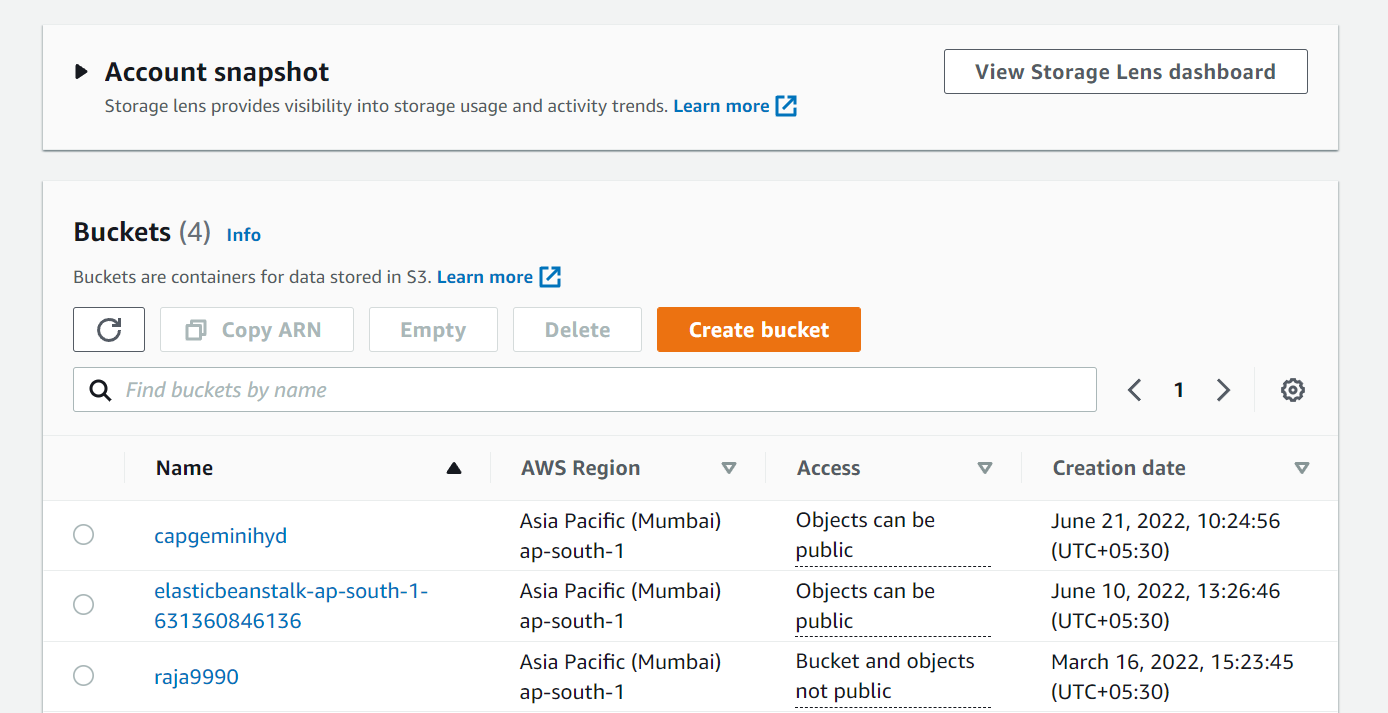 Account snapshot
View Storage Lens dashboard
Storage lens provides visibility into storage usage and activity trends. Learn more
Buckets (4) Info
Buckets are containers for data stored in S3. Learn more
Copy ARN Empty Delete Create bucket
Find buckets by name 1
Name AWS Region Access Creation date
capgeminihyd Asia Pacific (Mumbai) Objects can be June 21, 2022, 10:24:56
ap-south-1 public (UTC+05:30)
elasticbeanstalk-ap-south-1- Asia Pacific (Mumbai) Objects can be June 10, 2022, 13:26:46
631360846136 ap-south-1 public (UTC+05:30)
raja9990 Asia Pacific (Mumbai) Bucket and objects March 16, 2022, 15:23:45
ap-south-1 not public (UTC+05:30)